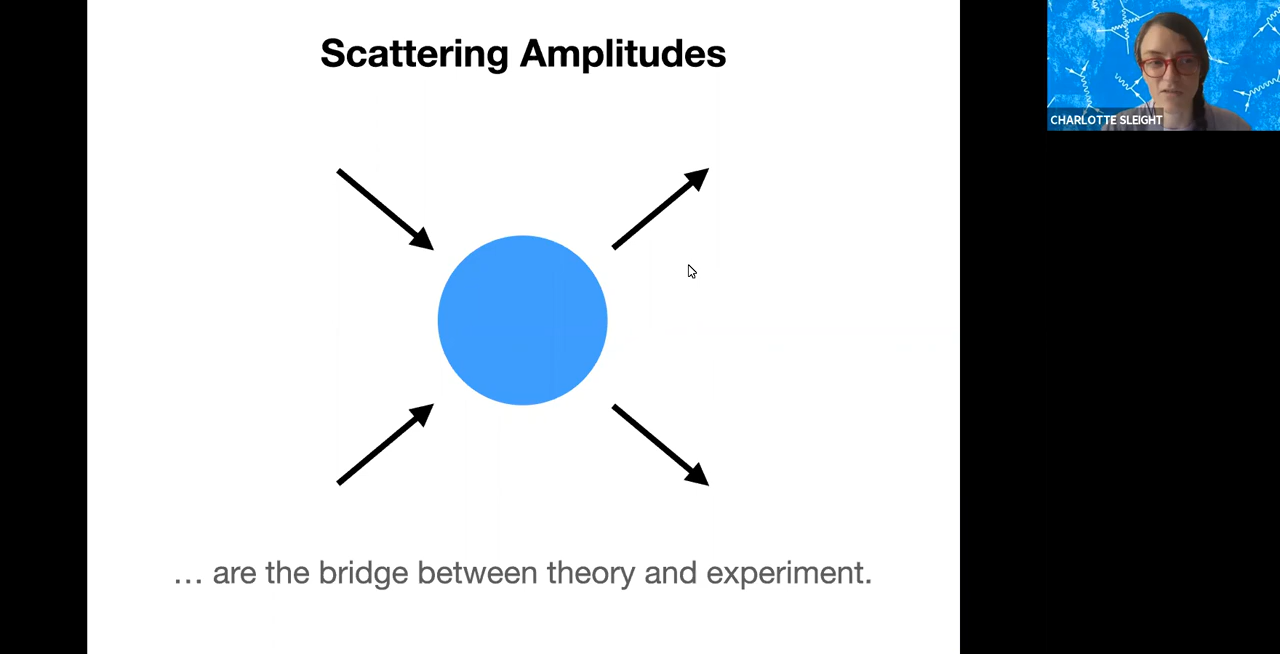 Scattering Amplitudes
CHARLOTTE SLEIGHT
… are the bridge between theory and experiment.